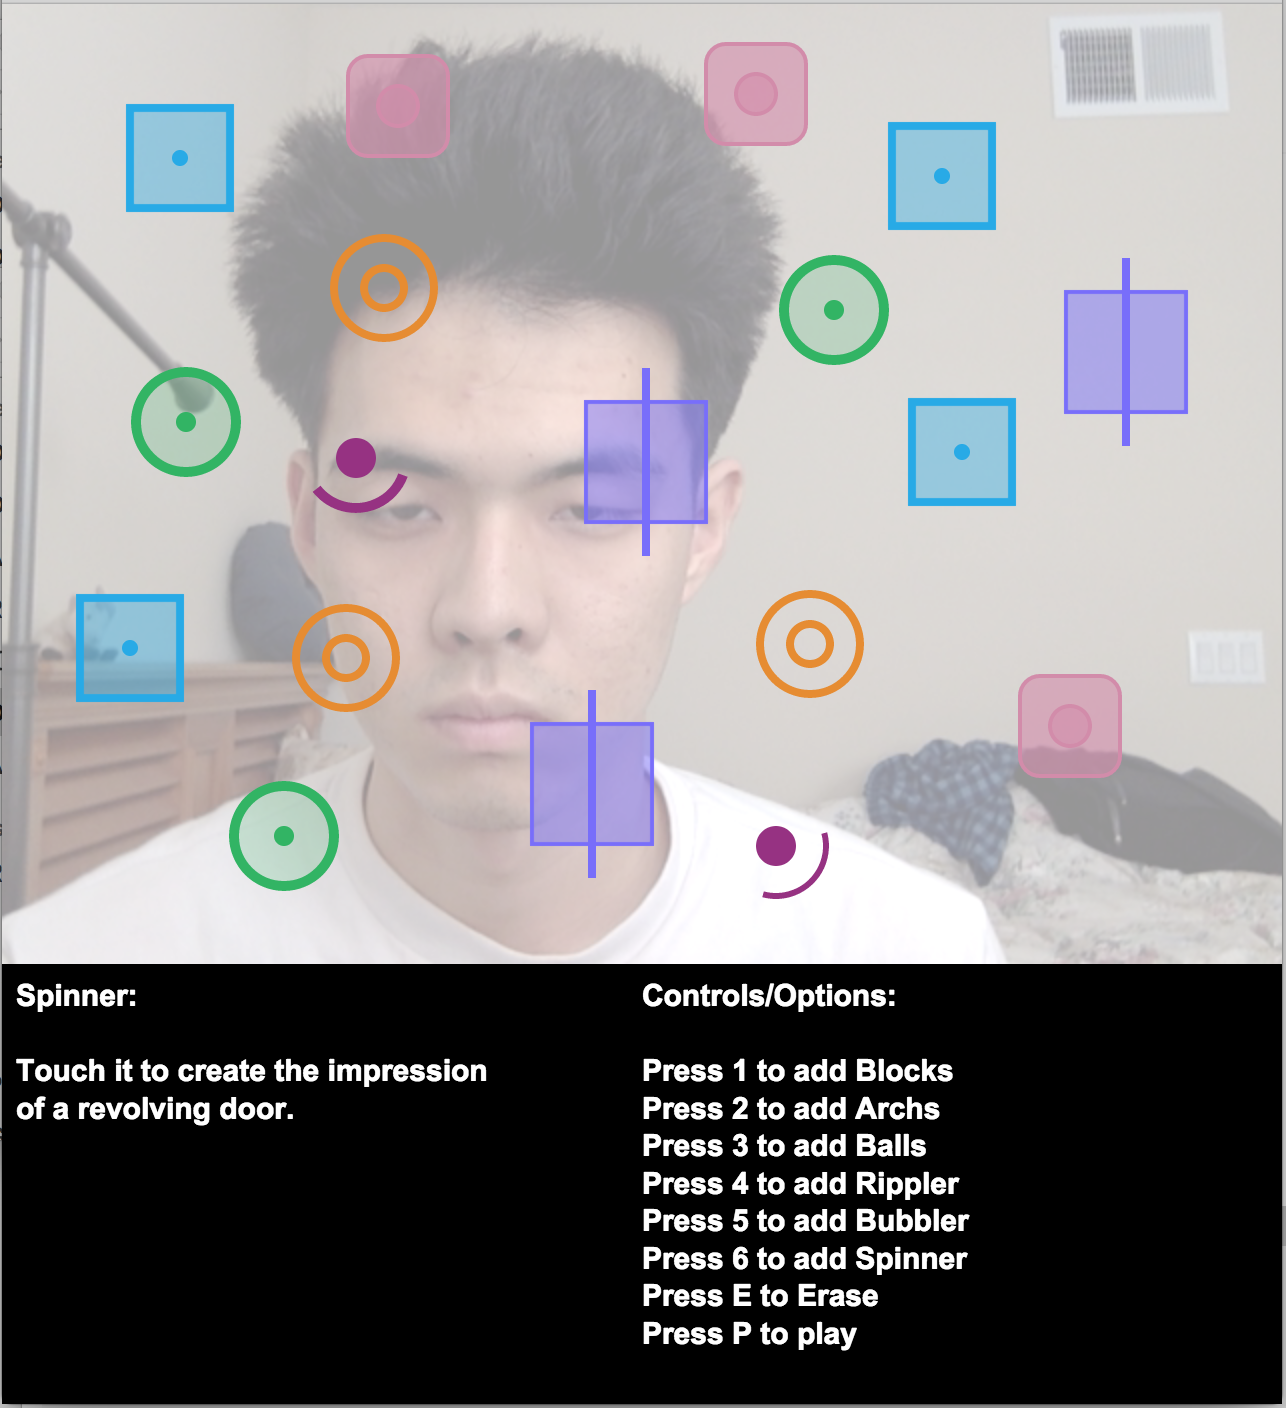 Spinner:
Touch it to create the impression
of a revolving door.
Controls/Options:
Press 1 to add Blocks
Press 2 to add Archs
Press 3 to add Balls
Press 4 to add Rippler
Press 5 to add Bubbler
Press 6 to add Spinner
Press E to Erase
Press P to play